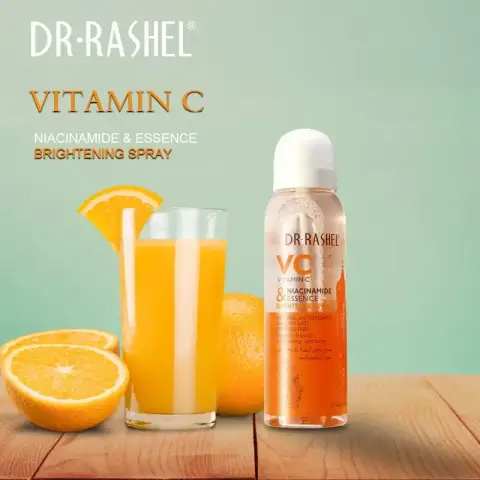 DR·RASHEL®
VITAMIN C
NIACINAMIDE & ESSENCE
BRIGHTENING SPRAY
DR·RASHEL
VC
VITAMIN C
& NIACINAMIDE
ESSENCE